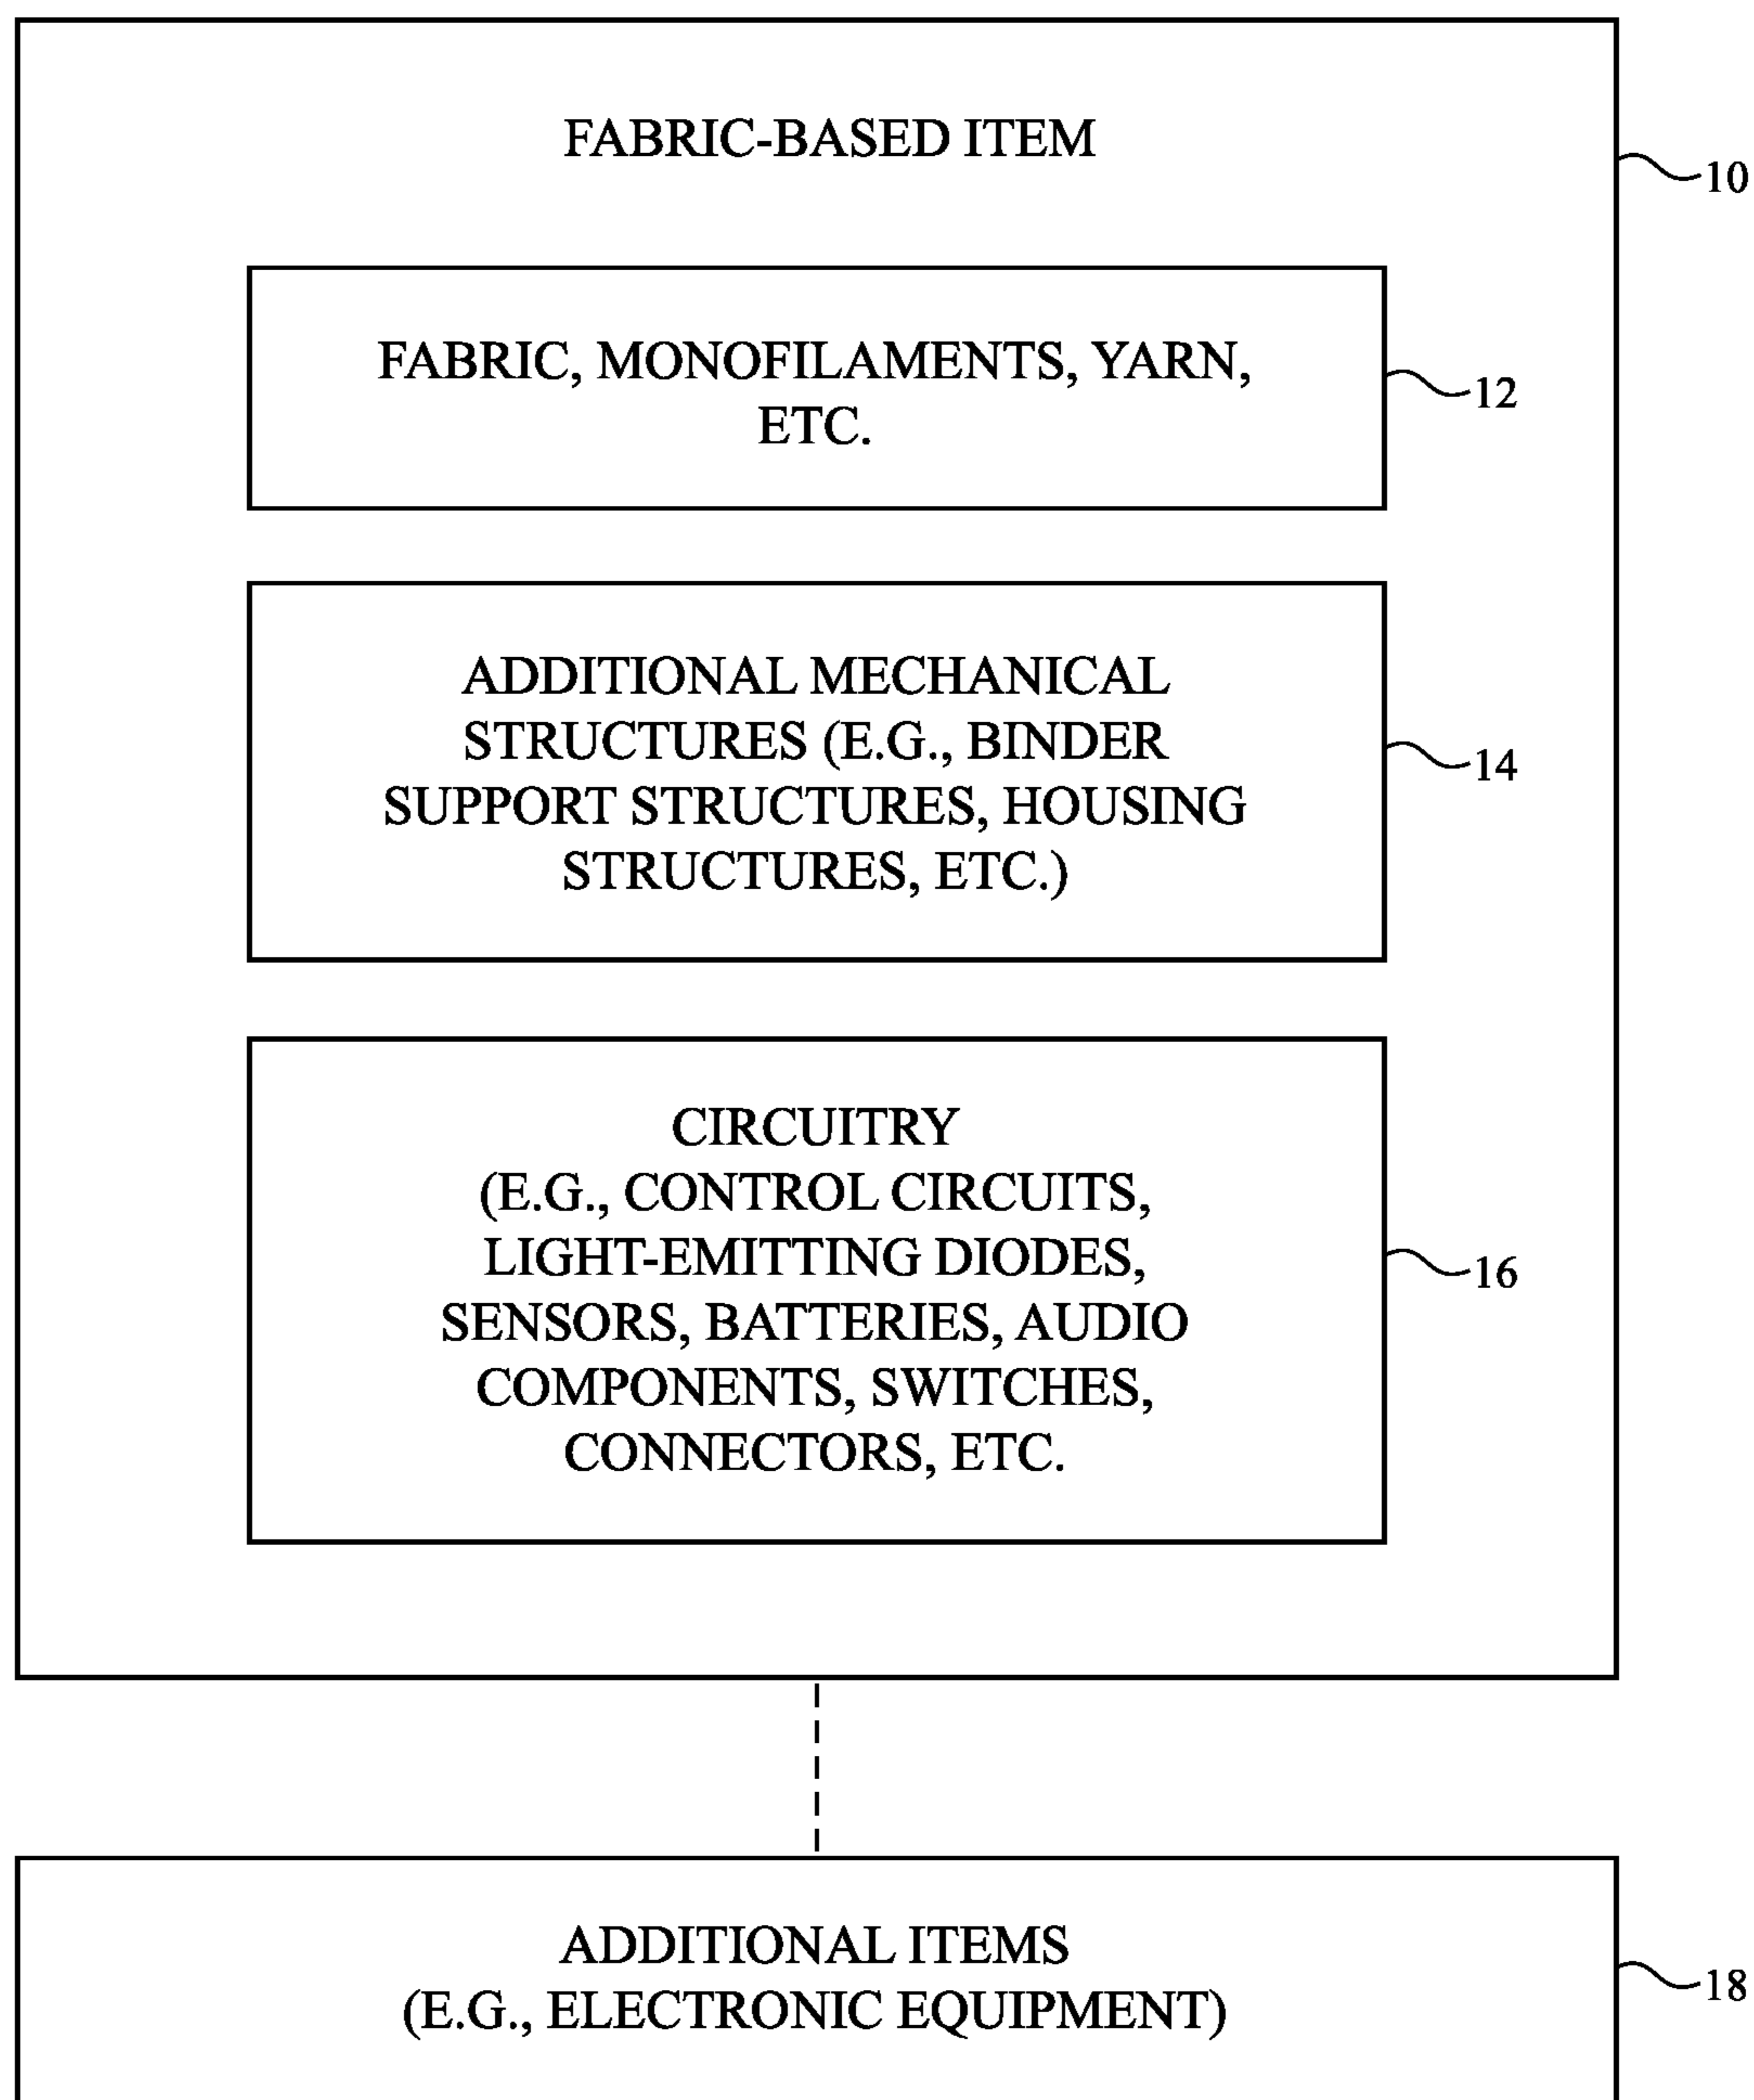 FABRIC-BASED ITEM
10
FABRIC, MONOFILAMENTS, YARN,
ETC.
12
ADDITIONAL MECHANICAL
STRUCTURES (E.G., BINDER
SUPPORT STRUCTURES, HOUSING
STRUCTURES, ETC.)
14
CIRCUITRY
(E.G., CONTROL CIRCUITS,
LIGHT-EMITTING DIODES,
SENSORS, BATTERIES, AUDIO
COMPONENTS, SWITCHES,
CONNECTORS, ETC.
16
ADDITIONAL ITEMS
(E.G., ELECTRONIC EQUIPMENT)
18